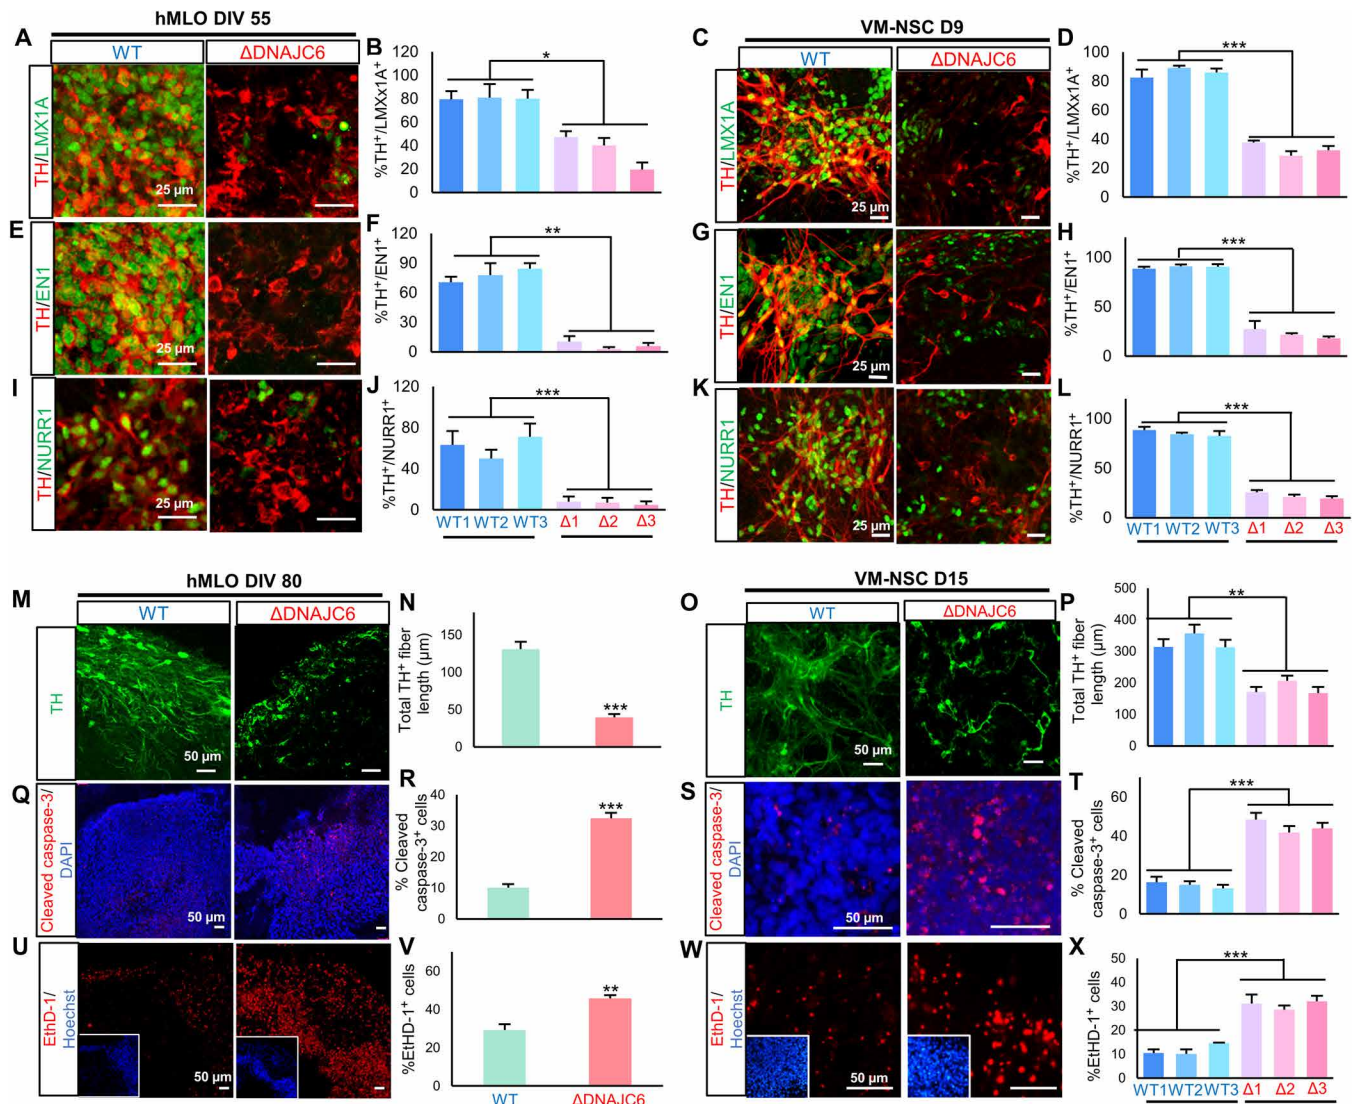 hMLO DIV 55
A
WT
ΔDNAJC6
TH/LMX1A
25 µm
B
%TH⁺/LMXx1A⁺
120
100
80
60
40
20
0
*
VM-NSC D9
C
WT
ΔDNAJC6
TH/LMX1A
25 µm
D
%TH⁺/LMXx1A⁺
100
80
60
40
20
0
***
E
TH/EN1
25 µm
F
%TH⁺/EN1⁺
120
90
60
30
0
**
G
TH/EN1
25 µm
H
%TH⁺/EN1⁺
100
50
0
***
I
TH/NURR1
25 µm
J
%TH⁺/NURR1⁺
120
80
40
0
***
WT1 WT2 WT3 Δ1 Δ2 Δ3
K
TH/NURR1
25 µm
L
%TH⁺/NURR1⁺
100
50
0
***
WT1 WT2 WT3 Δ1 Δ2 Δ3
hMLO DIV 80
M
WT
ΔDNAJC6
TH
50 µm
N
Total TH⁺ fiber
length (µm)
150
100
50
0
***
VM-NSC D15
O
WT
ΔDNAJC6
TH
50 µm
P
Total TH⁺ fiber
length (µm)
500
400
300
200
100
0
**
Q
Cleaved caspase-3/
DAPI
50 µm
R
% Cleaved
caspase-3⁺ cells
40
30
20
10
0
***
S
Cleaved caspase-3/
DAPI
50 µm
T
% Cleaved
caspase-3⁺ cells
60
40
20
0
***
U
EthD-1/
Hoechst
50 µm
V
%EtHD-1⁺ cells
60
40
20
0
**
WT ΔDNAJC6
W
EthD-1/
Hoechst
50 µm
X
%EtHD-1⁺ cells
50
40
30
20
10
0
***
WT1 WT2 WT3 Δ1 Δ2 Δ3